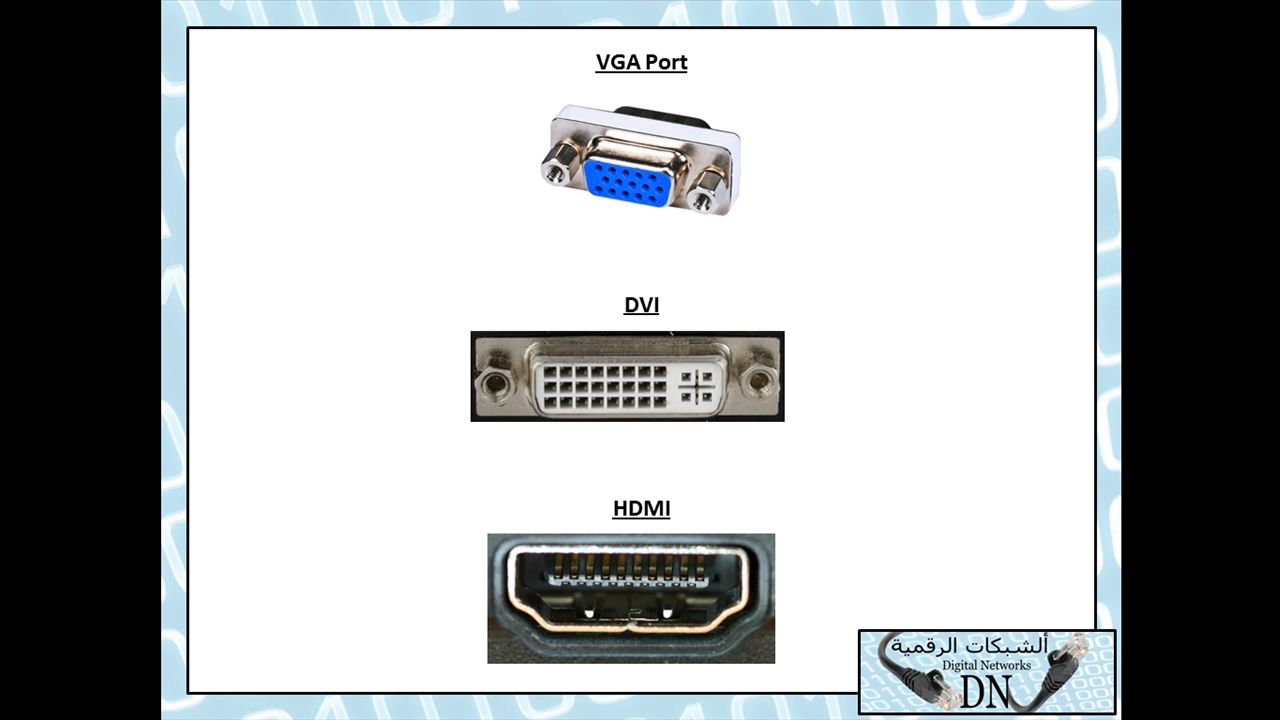 VGA Port
DVI
HDMI
ألشبكات الرقمية
Digital Networks
DN